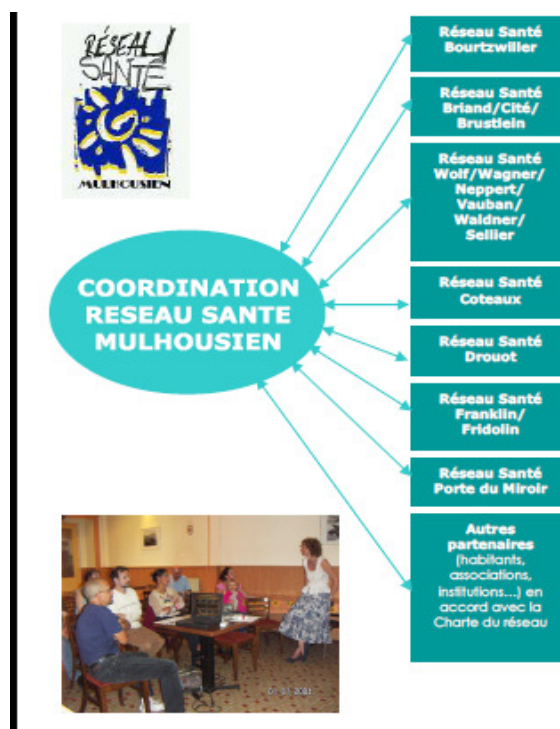 RÉSEAU
SANTÉ
MULHOUSIEN
COORDINATION
RESEAU SANTE
MULHOUSIEN
Réseau Santé
Bourtzwiller
Réseau Santé
Briand/Cité/
Brustlein
Réseau Santé
Wolf/Wagner/
Neppert/
Vauban/
Waldner/
Sellier
Réseau Santé
Coteaux
Réseau Santé
Drouot
Réseau Santé
Franklin/
Fridolin
Réseau Santé
Porte du Miroir
Autres
partenaires
(habitants,
associations,
institutions...) en
accord avec la
Charte du réseau